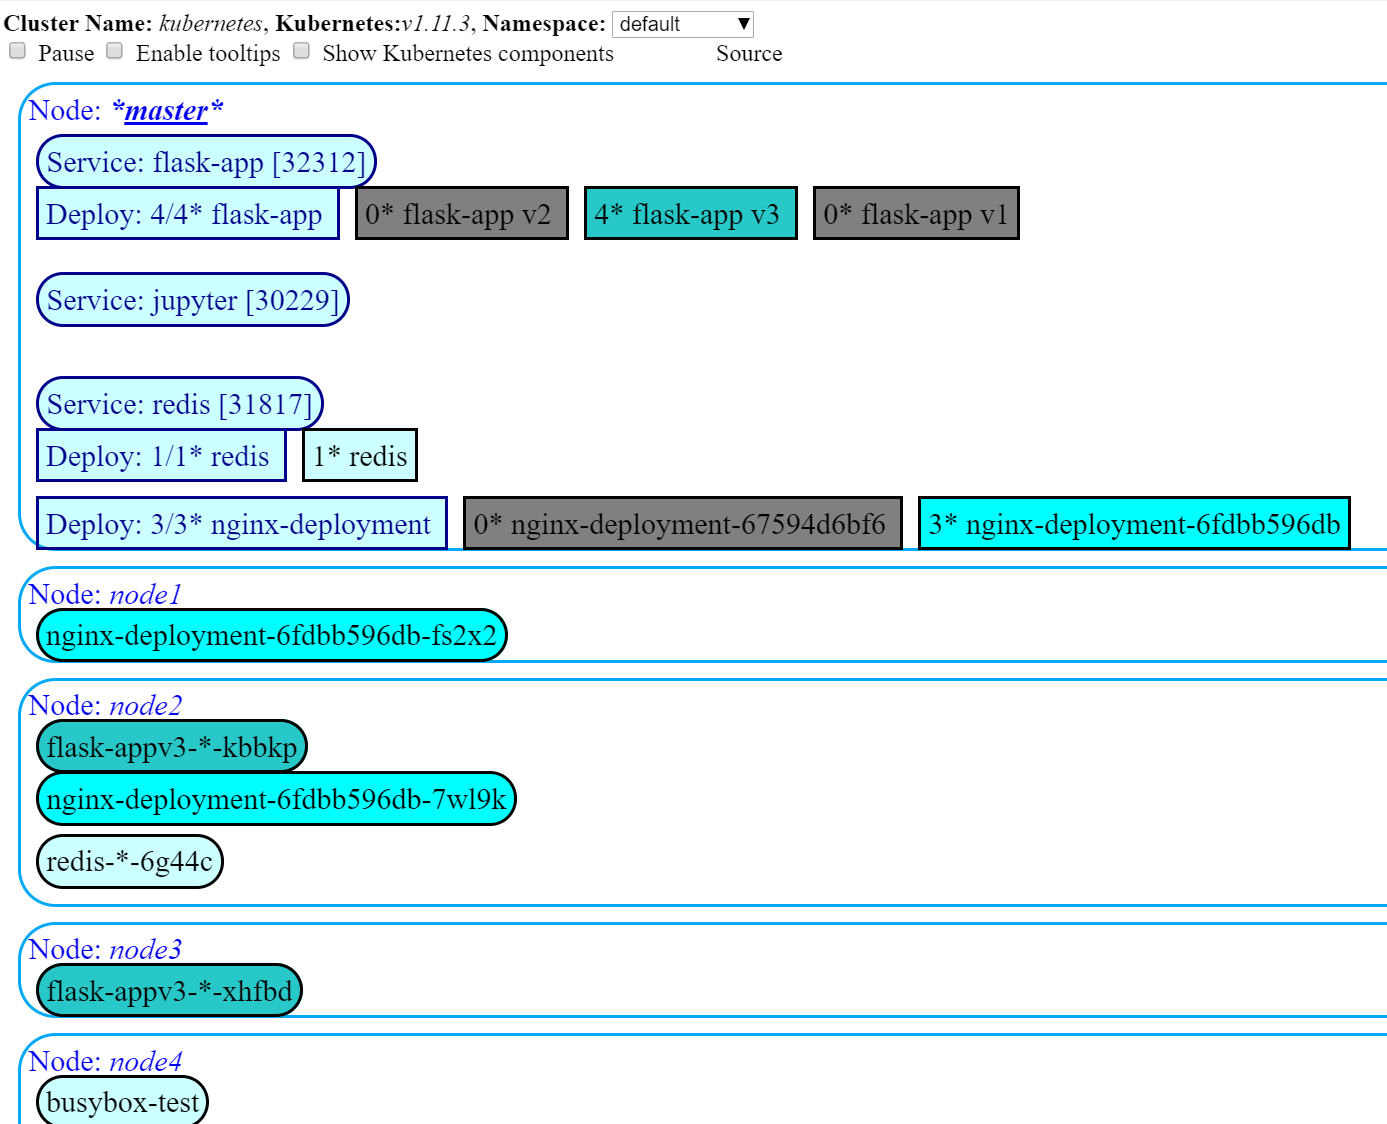 Cluster Name: kubernetes, Kubernetes:v1.11.3, Namespace: default ▼
Pause Enable tooltips Show Kubernetes components Source
Node: *master*
Service: flask-app [32312]
Deploy: 4/4* flask-app 0* flask-app v2 4* flask-app v3 0* flask-app v1
Service: jupyter [30229]
Service: redis [31817]
Deploy: 1/1* redis 1* redis
Deploy: 3/3* nginx-deployment 0* nginx-deployment-67594d6bf6 3* nginx-deployment-6fdbb596db
Node: node1
nginx-deployment-6fdbb596db-fs2x2
Node: node2
flask-appv3-*-kbbkp
nginx-deployment-6fdbb596db-7wl9k
redis-*-6g44c
Node: node3
flask-appv3-*-xhfbd
Node: node4
busybox-test